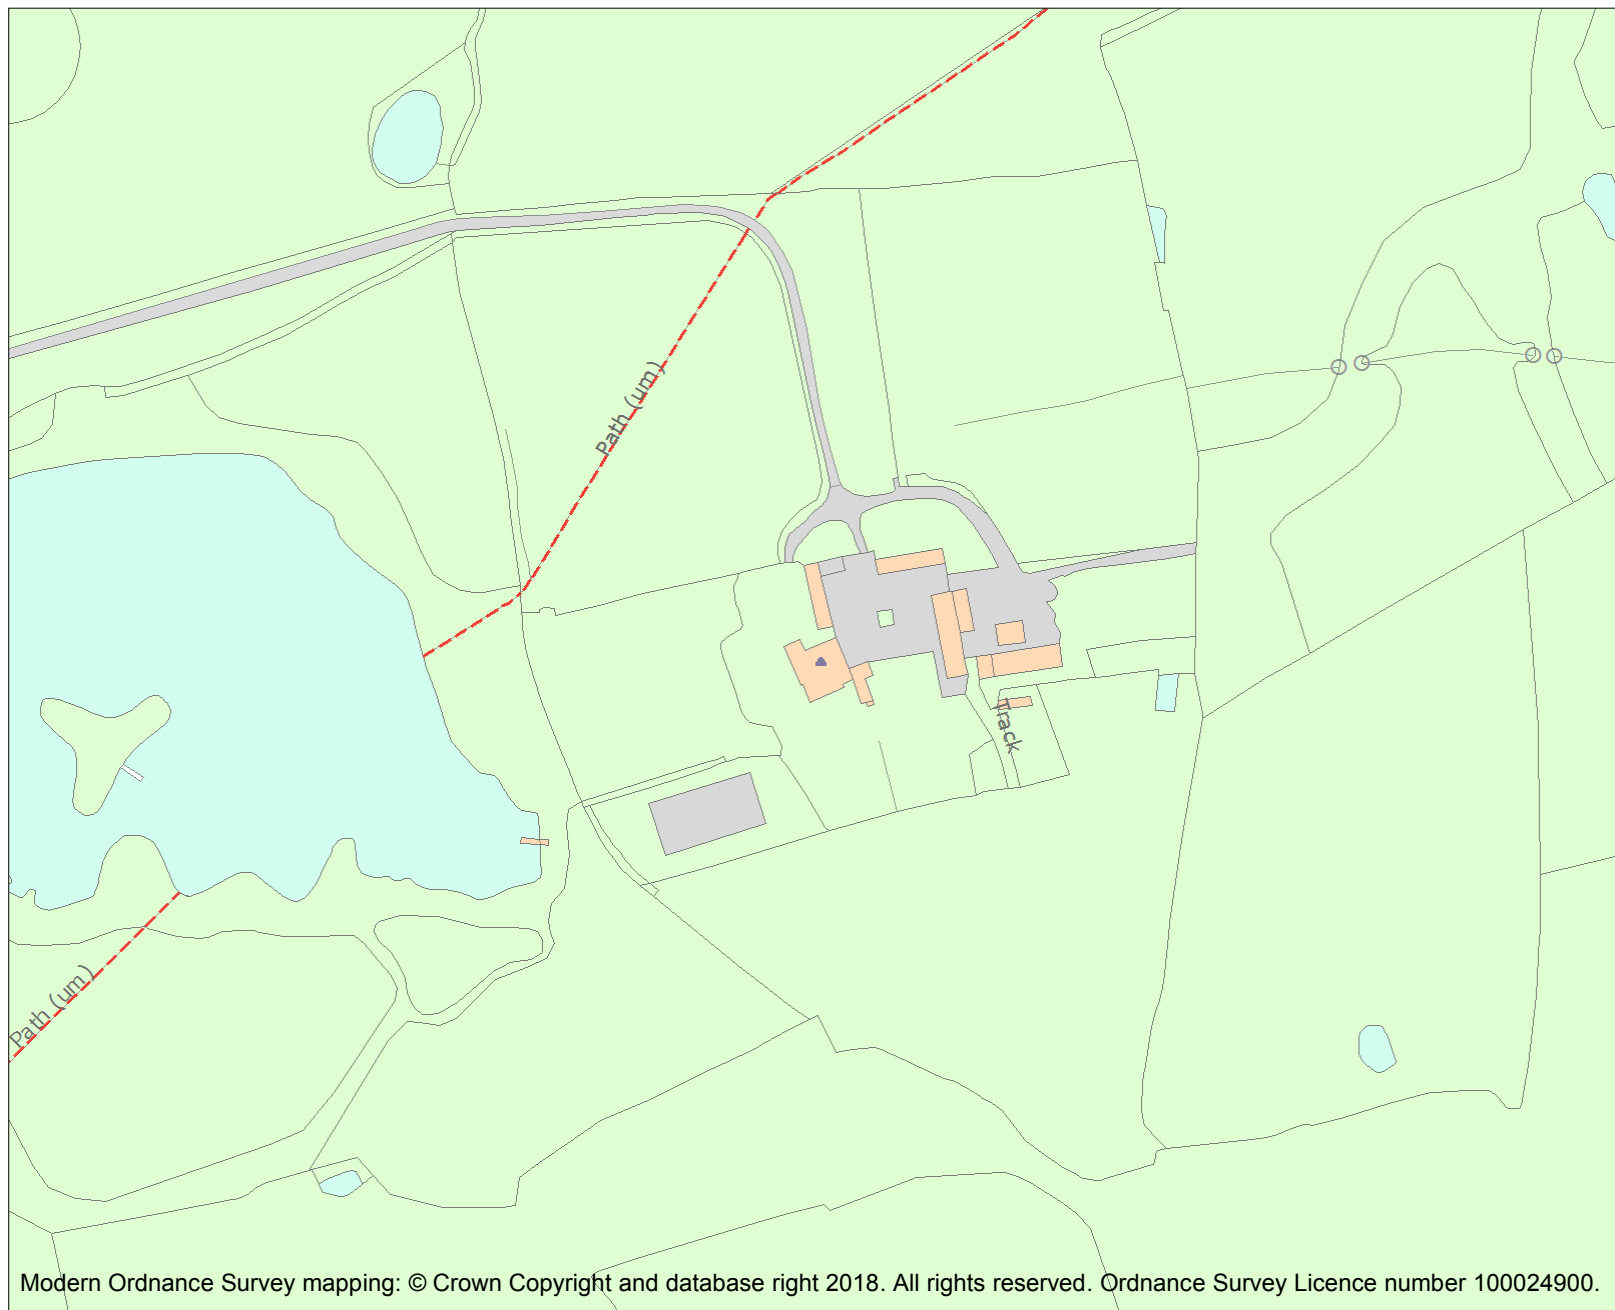 Path (um)
Track
Path (um)
Modern Ordnance Survey mapping: © Crown Copyright and database right 2018. All rights reserved. Ordnance Survey Licence number 100024900.